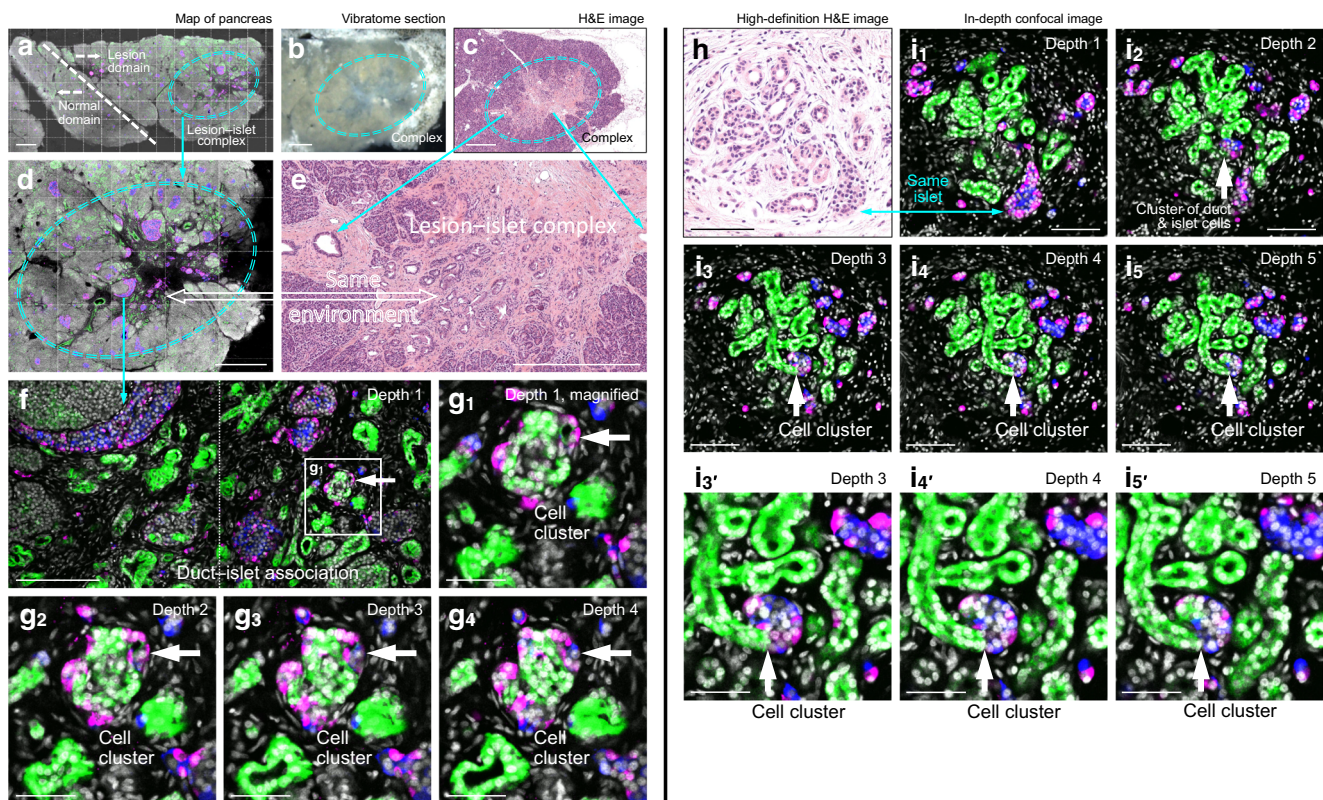 Map of pancreas
Vibratome section
H&E image
a
Lesion
domain
Normal
domain
Lesion–islet
complex
b
Complex
c
Complex
d
e
Lesion–islet complex
Same
environment
f
Depth 1
g1
Duct–islet association
g1
Depth 1, magnified
Cell
cluster
g2
Depth 2
Cell
cluster
g3
Depth 3
Cell
cluster
g4
Depth 4
Cell
cluster
High-definition H&E image
In-depth confocal image
h
Same
islet
i1
Depth 1
i2
Depth 2
Cluster of duct
& islet cells
i3
Depth 3
Cell cluster
i4
Depth 4
Cell cluster
i5
Depth 5
Cell cluster
i3′
Depth 3
Cell cluster
i4′
Depth 4
Cell cluster
i5′
Depth 5
Cell cluster